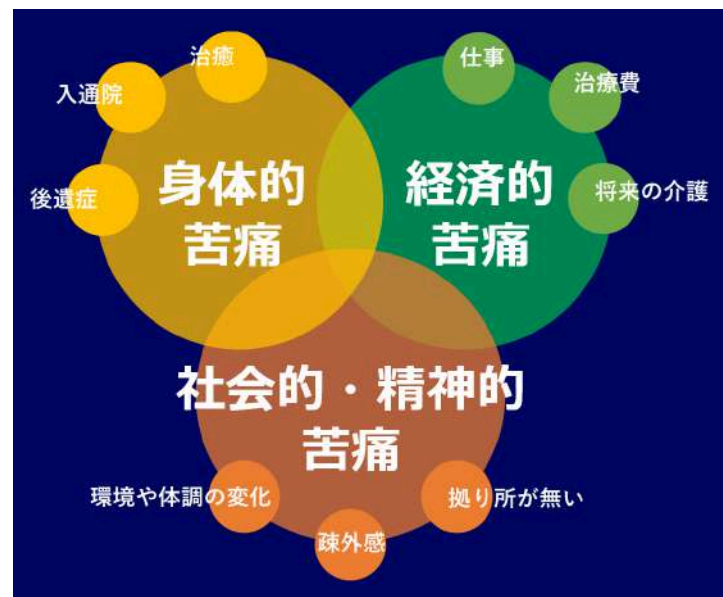 治癒
入通院
後遺症
身体的
苦痛
仕事
治療費
将来の介護
経済的
苦痛
社会的・精神的
苦痛
環境や体調の変化
疎外感
拠り所が無い